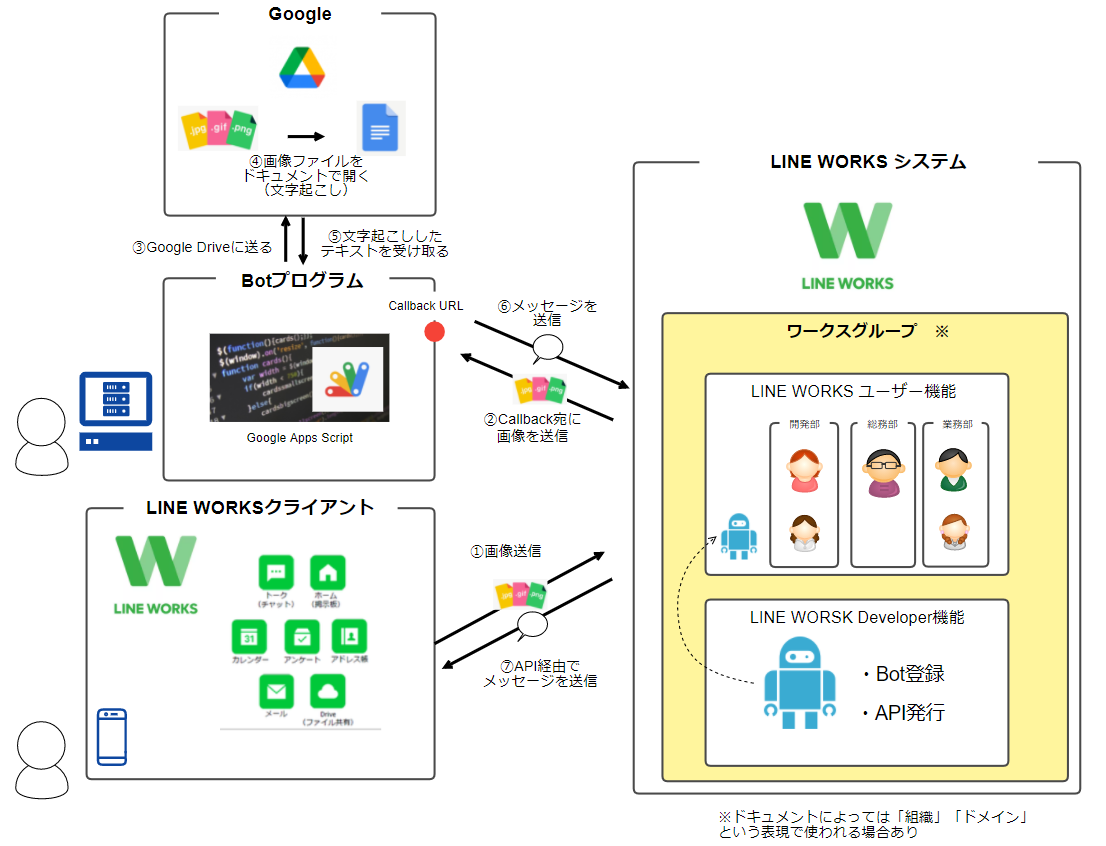 Google
.jpg
.gif
.png
④画像ファイルを
ドキュメントで開く
（文字起こし）
③Google Driveに送る
⑤文字起こしした
テキストを受け取る
Botプログラム
Callback URL
Google Apps Script
⑥メッセージを
送信
.jpg
.gif
.png
②Callback宛に
画像を送信
LINE WORKSクライアント
LINE WORKS
トーク
（チャット）
ホーム
（掲示板）
31
カレンダー
アンケート
アドレス帳
メール
Drive
（ファイル共有）
①画像送信
.jpg
.gif
.png
⑦API経由で
メッセージを送信
LINE WORKS システム
LINE WORKS
ワークスグループ　※
LINE WORKS ユーザー機能
開発部
総務部
業務部
LINE WORSK Developer機能
・Bot登録
・API発行
※ドキュメントによっては「組織」「ドメイン」
という表現で使われる場合あり